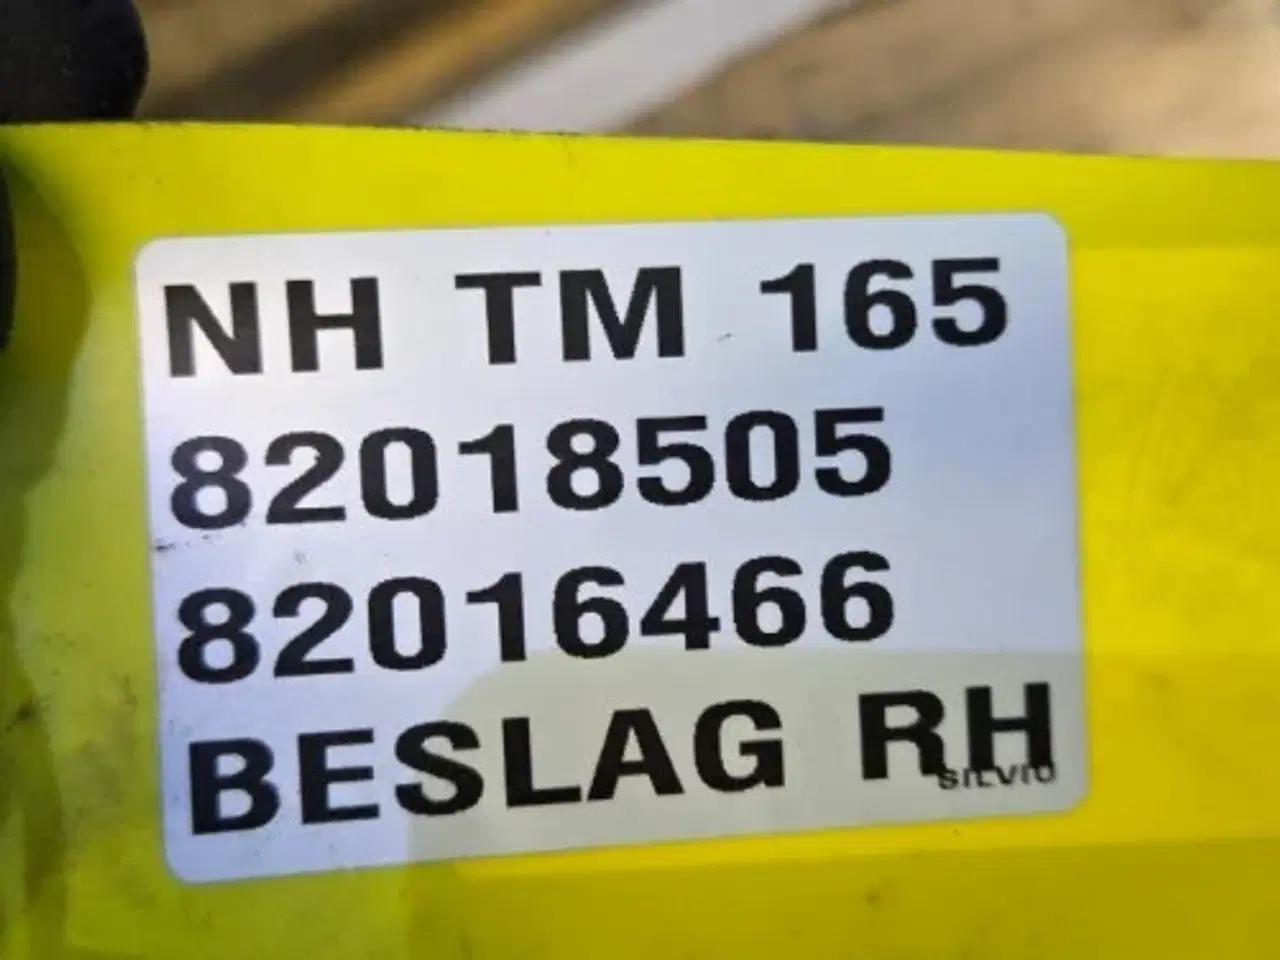 NH TM 165
82018505
82016466
BESLAG RH
SILVIO